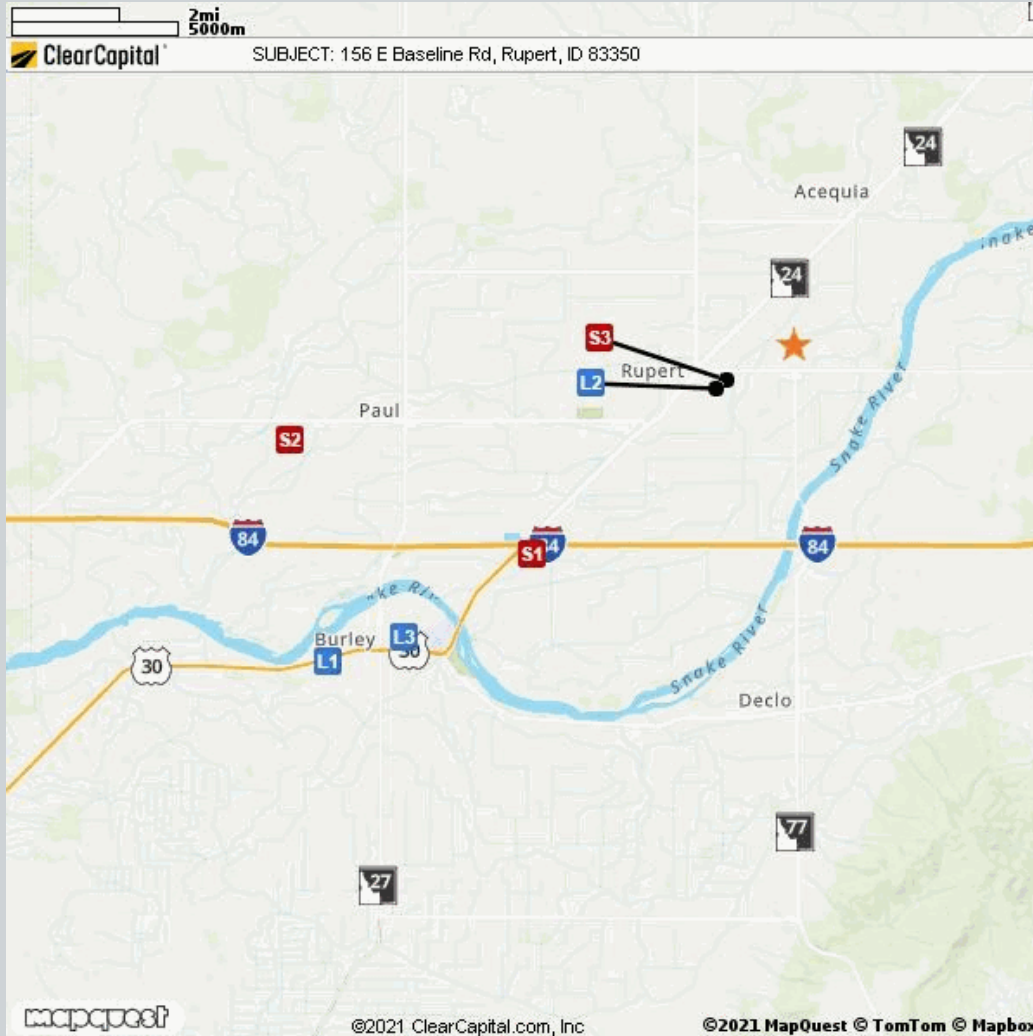 2mi
5000m
ClearCapital
SUBJECT: 156 E Baseline Rd, Rupert, ID 83350
24
Acequia
Snake
24
S3
Rupert
L2
Paul
S2
Snake River
84
S1
84
84
Burley
L3
30
30
L1
Snake River
Declo
77
27
mapquest
©2021 ClearCapital.com, Inc
©2021 MapQuest © TomTom © Mapbox